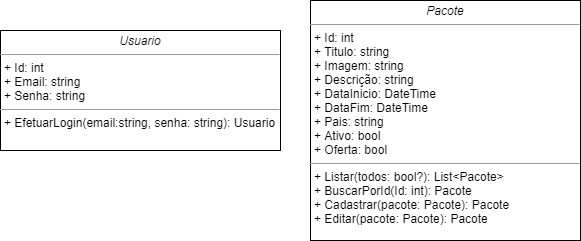 Usuario
+ Id: int
+ Email: string
+ Senha: string
+ EfetuarLogin(email:string, senha: string): Usuario
Pacote
+ Id: int
+ Titulo: string
+ Imagem: string
+ Descrição: string
+ DataInicio: DateTime
+ DataFim: DateTime
+ Pais: string
+ Ativo: bool
+ Oferta: bool
+ Listar(todos: bool?): List<Pacote>
+ BuscarPorId(Id: int): Pacote
+ Cadastrar(pacote: Pacote): Pacote
+ Editar(pacote: Pacote): Pacote